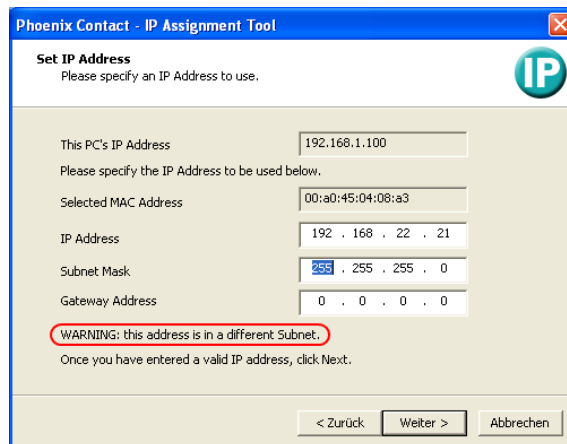 Phoenix Contact - IP Assignment Tool
Set IP Address
Please specify an IP Address to use.
IP
This PC's IP Address 192.168.1.100
Please specify the IP Address to be used below.
Selected MAC Address 00:a0:45:04:08:a3
IP Address 192 . 168 . 22 . 21
Subnet Mask 255 . 255 . 255 . 0
Gateway Address 0 . 0 . 0 . 0
WARNING: this address is in a different Subnet.
Once you have entered a valid IP address, click Next.
< Zurück Weiter > Abbrechen